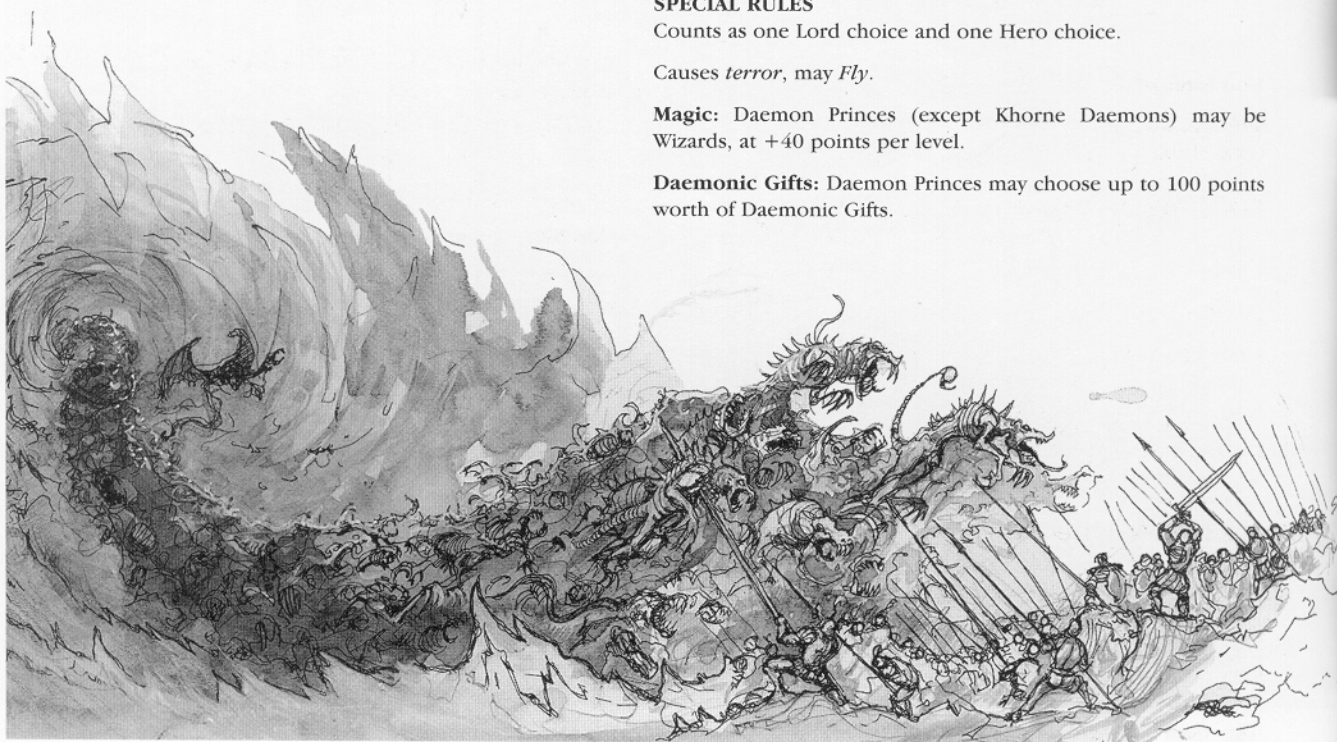 SPECIAL RULES
Counts as one Lord choice and one Hero choice.
Causes terror, may Fly.
Magic: Daemon Princes (except Khorne Daemons) may be
Wizards, at +40 points per level.
Daemonic Gifts: Daemon Princes may choose up to 100 points
worth of Daemonic Gifts.